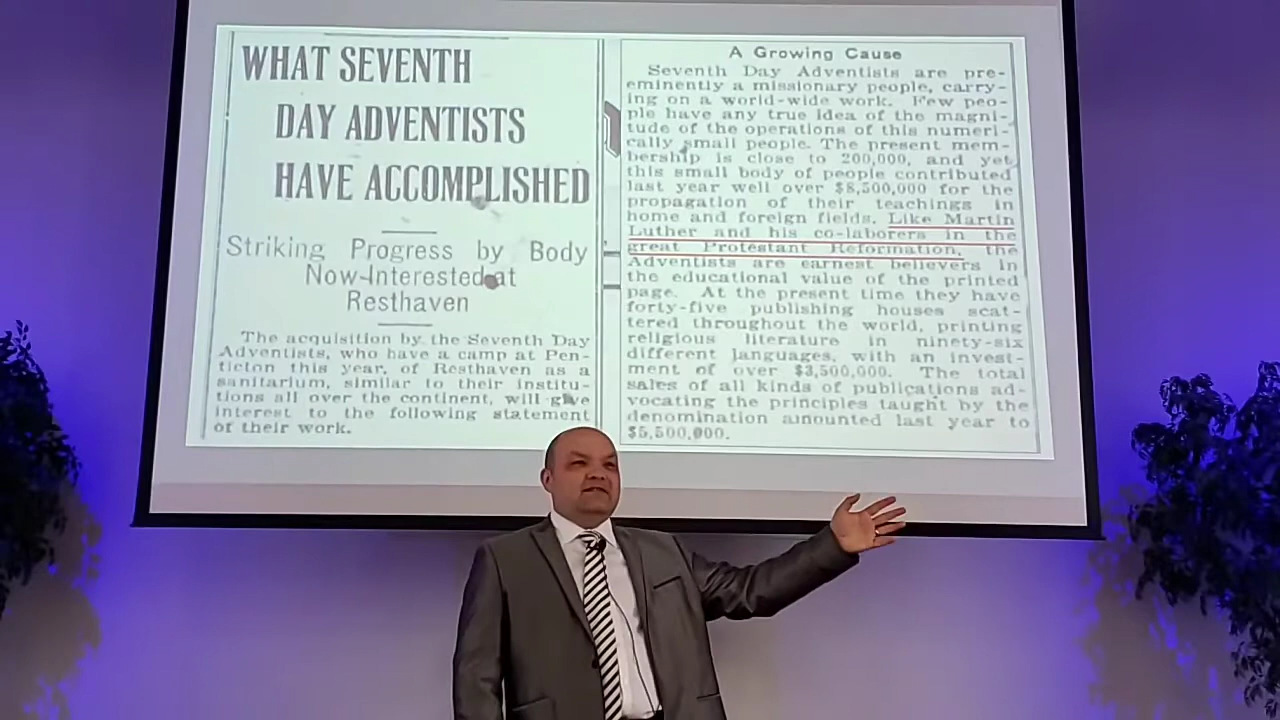 WHAT SEVENTH
DAY ADVENTISTS
HAVE ACCOMPLISHED
Striking Progress by Body
Now Interested at
Resthaven
The acquisition by the Seventh Day
Adventists, who have a camp at Pen-
ticton this year, of Resthaven as a
sanitarium, similar to their institu-
tions all over the continent, will give
interest to the following statement
of their work.
A Growing Cause
Seventh Day Adventists are pre-
eminently a missionary people, carry-
ing on a world-wide work. Few peo-
ple have any true idea of the magni-
tude of the operations of this numeri-
cally small people. The present mem-
bership is close to 200,000, and yet
this small body of people contributed
last year well over $8,500,000 for the
propagation of their teachings in
home and foreign fields. Like Martin
Luther and his co-laborers in the
great Protestant Reformation, the
Adventists are earnest believers in
the educational value of the printed
page. At the present time they have
forty-five publishing houses scat-
tered throughout the world, printing
religious literature in ninety-six
different languages, with an invest-
ment of over $3,500,000. The total
sales of all kinds of publications ad-
vocating the principles taught by the
denomination amounted last year to
$5,500,000.